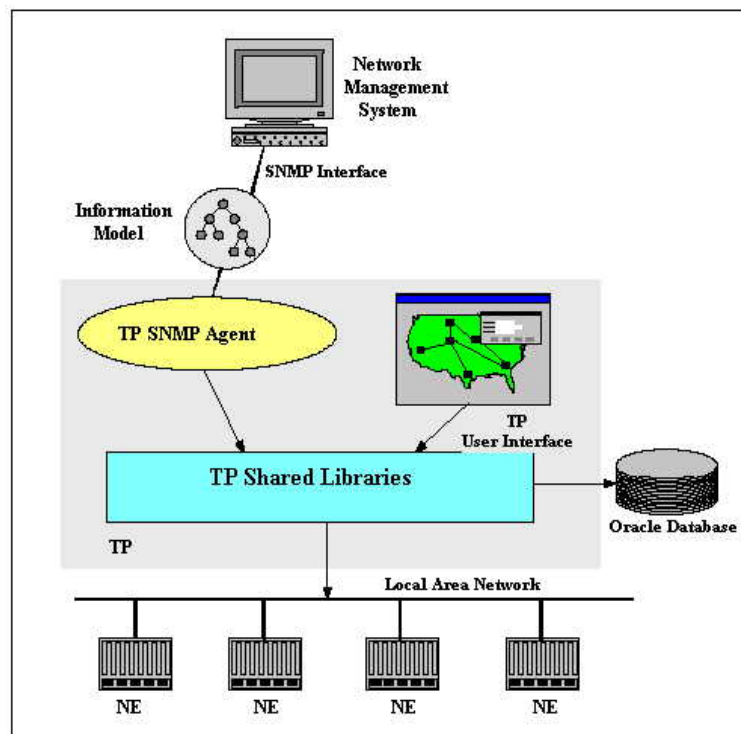 Network
Management
System
SNMP Interface
Information
Model
TP SNMP Agent
TP
User Interface
TP Shared Libraries
Oracle Database
TP
Local Area Network
NE
NE
NE
NE